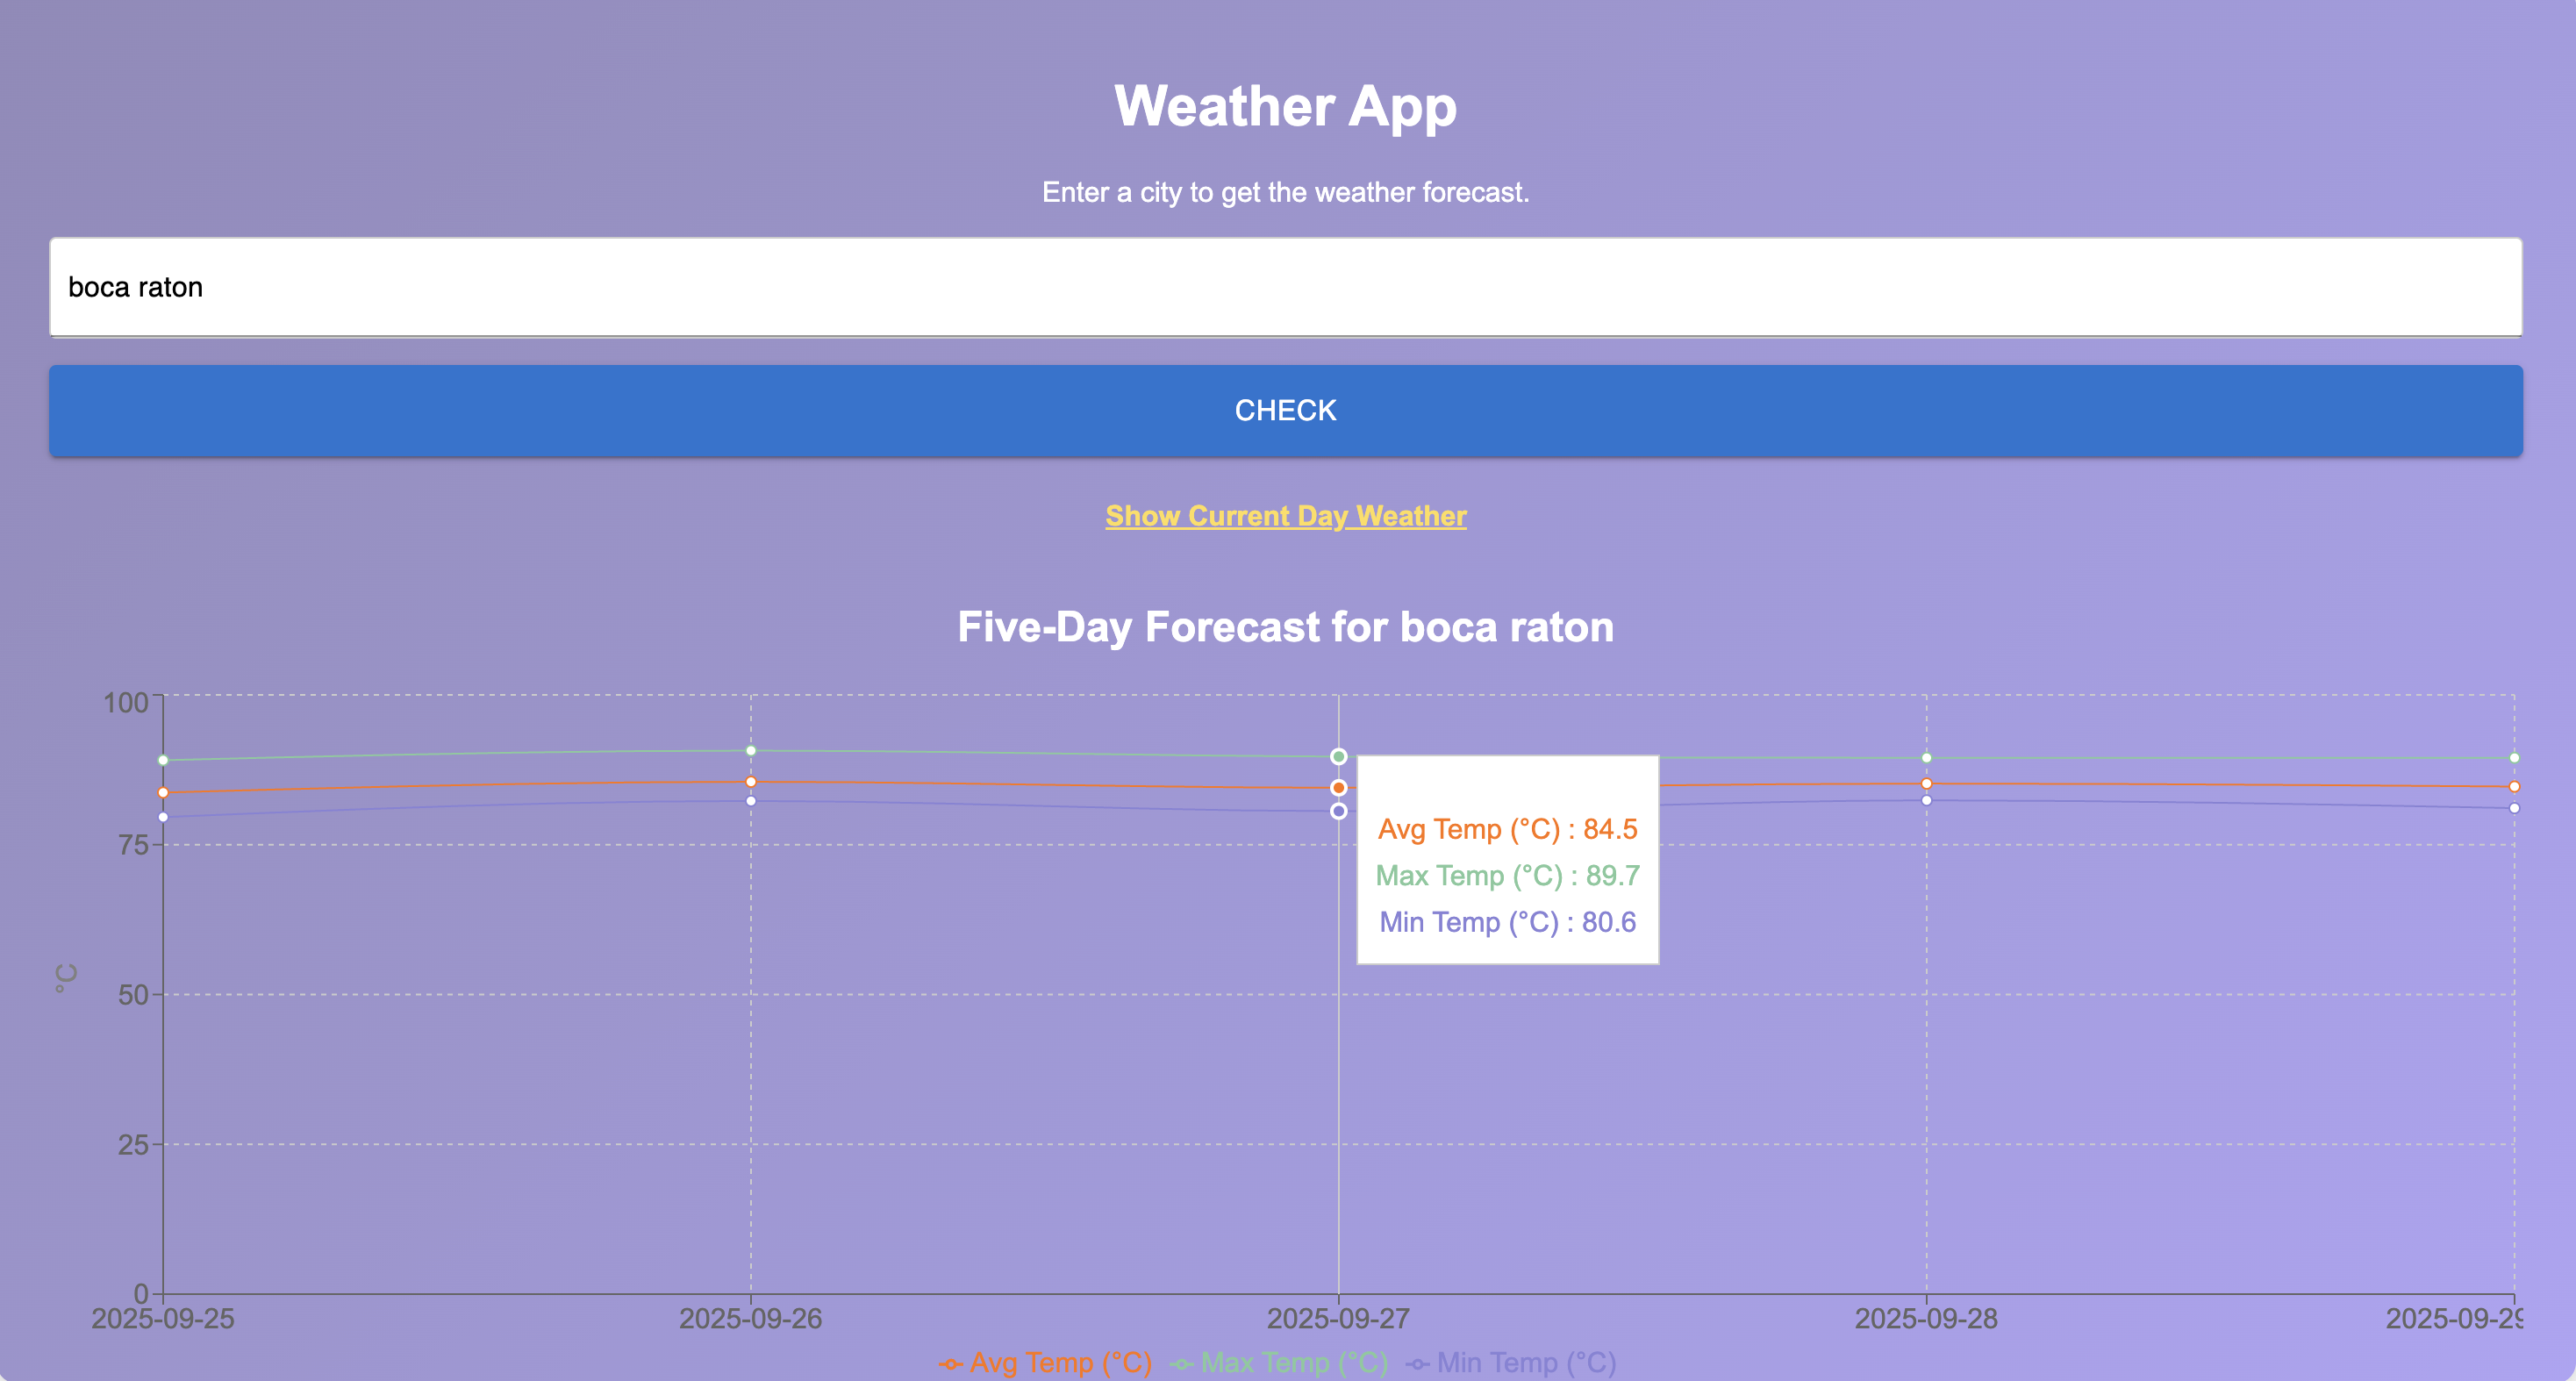 Weather App
Enter a city to get the weather forecast.
boca raton
CHECK
Show Current Day Weather
Five-Day Forecast for boca raton
100
75
50
25
0
°C
Avg Temp (°C) : 84.5
Max Temp (°C) : 89.7
Min Temp (°C) : 80.6
2025-09-25 2025-09-26 2025-09-27 2025-09-28 2025-09-29
Avg Temp (°C) Max Temp (°C) Min Temp (°C)